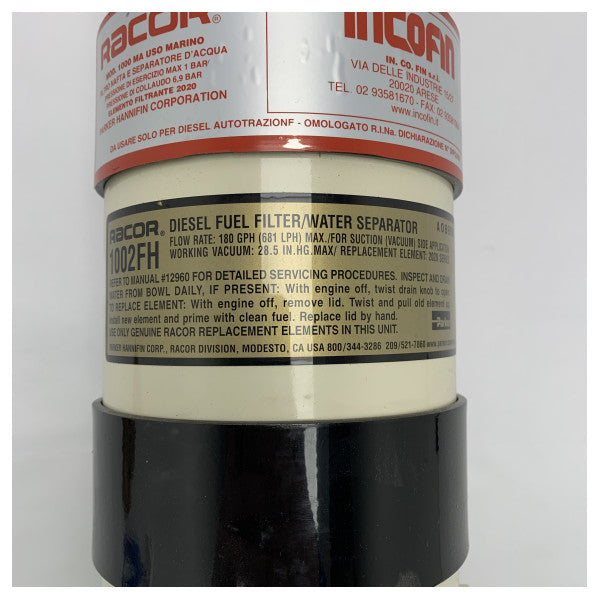 RACOR®
MOD. 1000 MA USO MARINO
FILTRO NAFTA E SEPARATORE D'ACQUA
PRESSIONE DI ESERCIZIO MAX 1 BAR/
PRESSIONE DI COLLAUDO 6,9 BAR
ELEMENTO FILTRANTE 2020
PARKER HANNIFIN CORPORATION
INCOFIN
IN. CO. FIN s.r.l.
VIA DELLE INDUSTRIE
20020 ARESE
TEL. 02 93581670 - FAX. 02
www.incofin.it
DA USARE SOLO PER DIESEL AUTOTRAZIONF - OMOLOGATO R.I.Na. DICHIARAZIONE N°
RACOR®
1002FH
DIESEL FUEL FILTER/WATER SEPARATOR
FLOW RATE: 180 GPH (681 LPH) MAX./FOR SUCTION (VACUUM) SIDE APPLICATION
WORKING VACUUM: 28.5 IN.HG.MAX/ REPLACEMENT ELEMENT: 2020 SERIES
REFER TO MANUAL #12960 FOR DETAILED SERVICING PROCEDURES. INSPECT AND DRAIN
WATER FROM BOWL DAILY, IF PRESENT: With engine off, twist drain knob to open
TO REPLACE ELEMENT: With engine off, remove lid. Twist and pull old element
Install new element and prime with clean fuel. Replace lid by hand.
USE ONLY GENUINE RACOR REPLACEMENT ELEMENTS IN THIS UNIT.
PARKER HANNIFIN CORP., RACOR DIVISION, MODESTO, CA USA 800/344-3286 209/521-7860
Parker